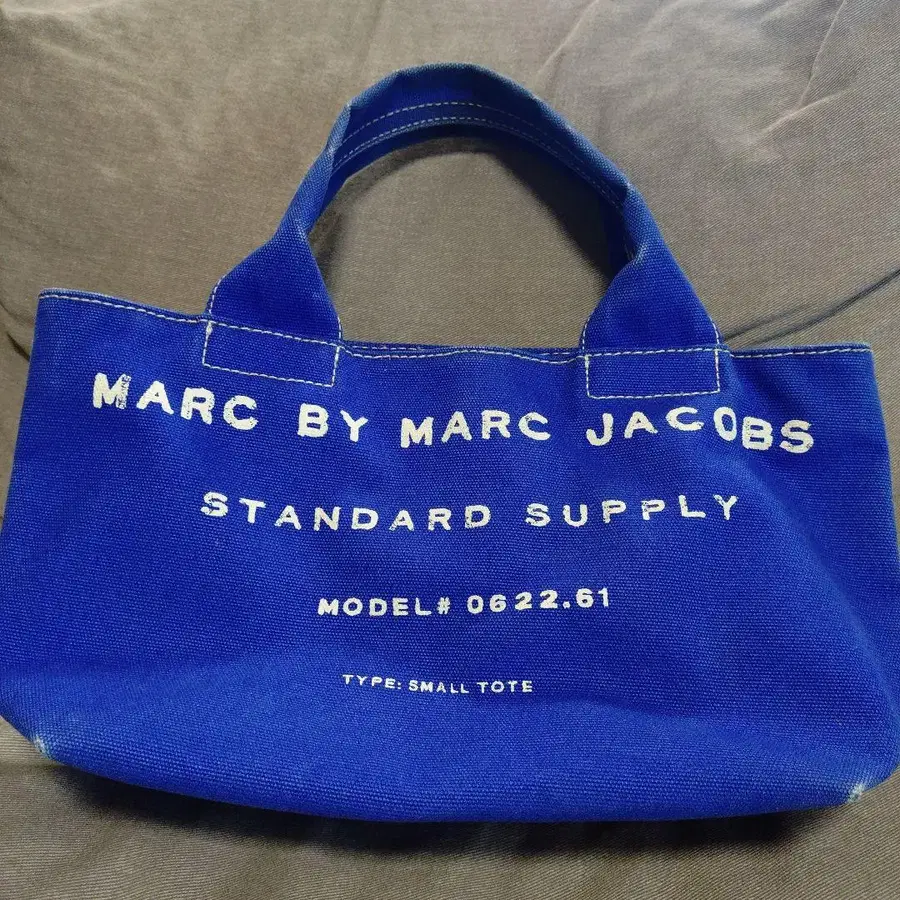 MARC BY MARC JACOBS
STANDARD SUPPLY
MODEL# 0622.61
TYPE: SMALL TOTE